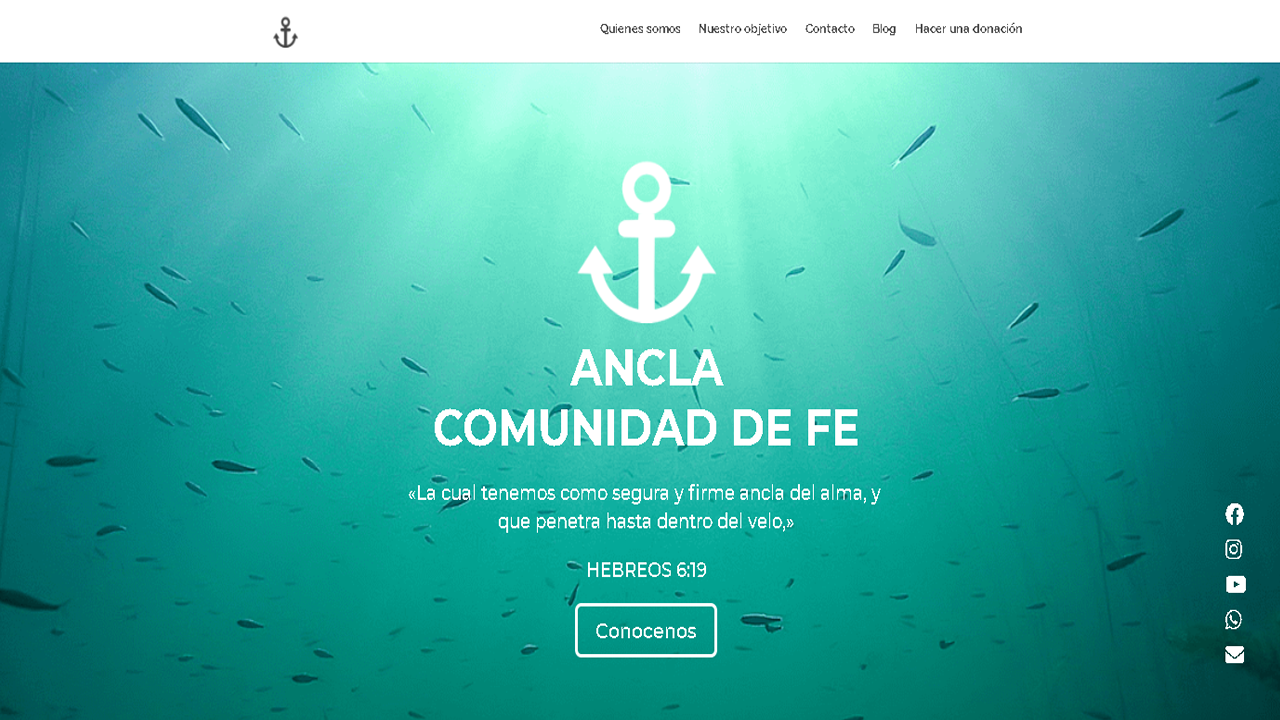 Quienes somos Nuestro objetivo Contacto Blog Hacer una donación
ANCLA
COMUNIDAD DE FE
«La cual tenemos como segura y firme ancla del alma, y
que penetra hasta dentro del velo,»
HEBREOS 6:19
Conocenos